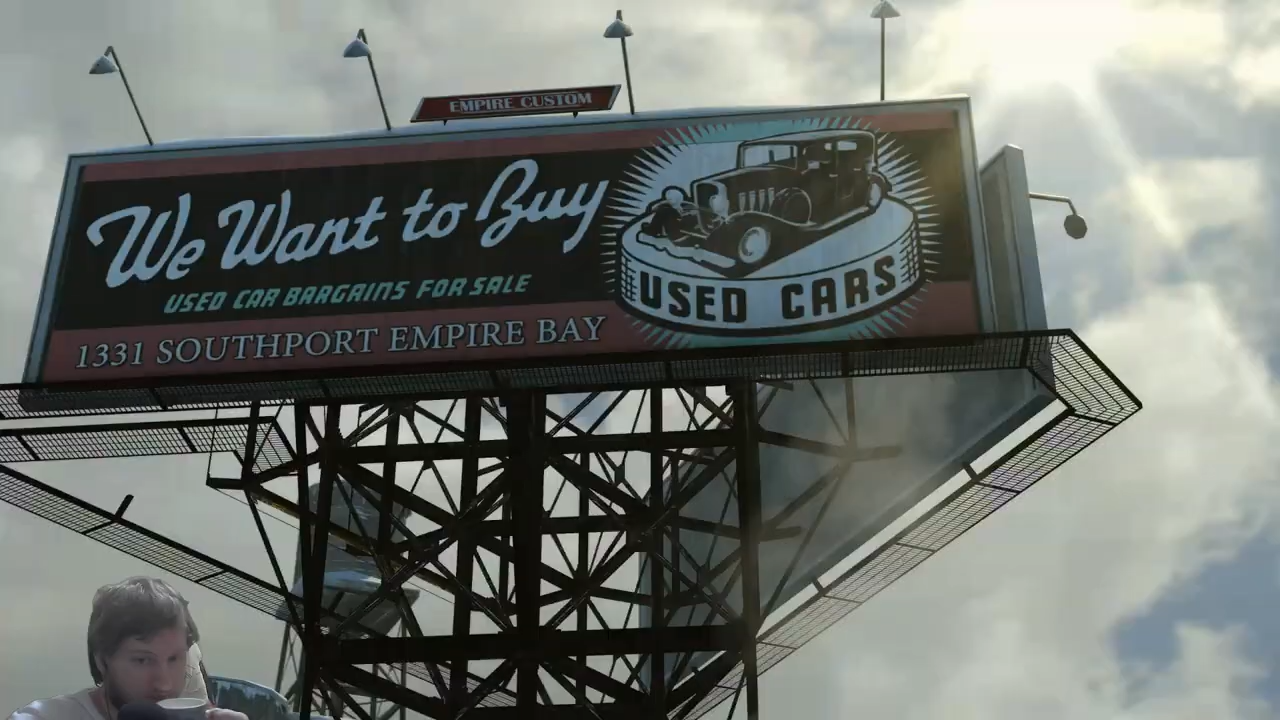 EMPIRE CUSTOM
We Want to Buy
USED CAR BARGAINS FOR SALE
1331 SOUTHPORT EMPIRE BAY
USED CARS